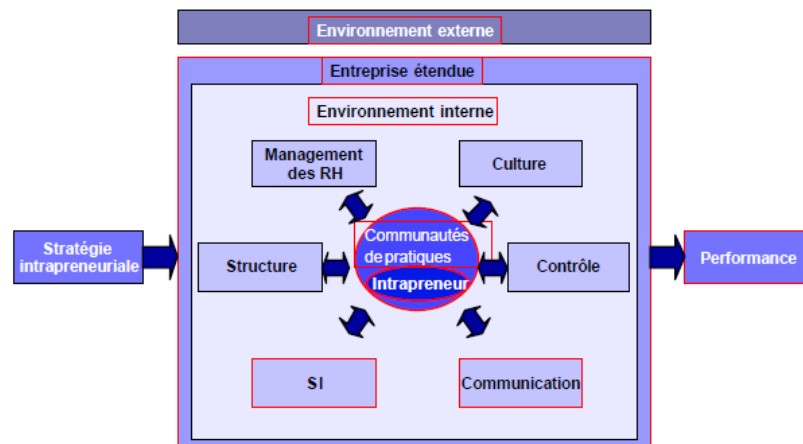 Environnement externe
Entreprise étendue
Environnement interne
Management
des RH
Culture
Stratégie
intrapreneuriale
Structure
Communautés
de pratiques
Intrapreneur
Contrôle
Performance
SI
Communication